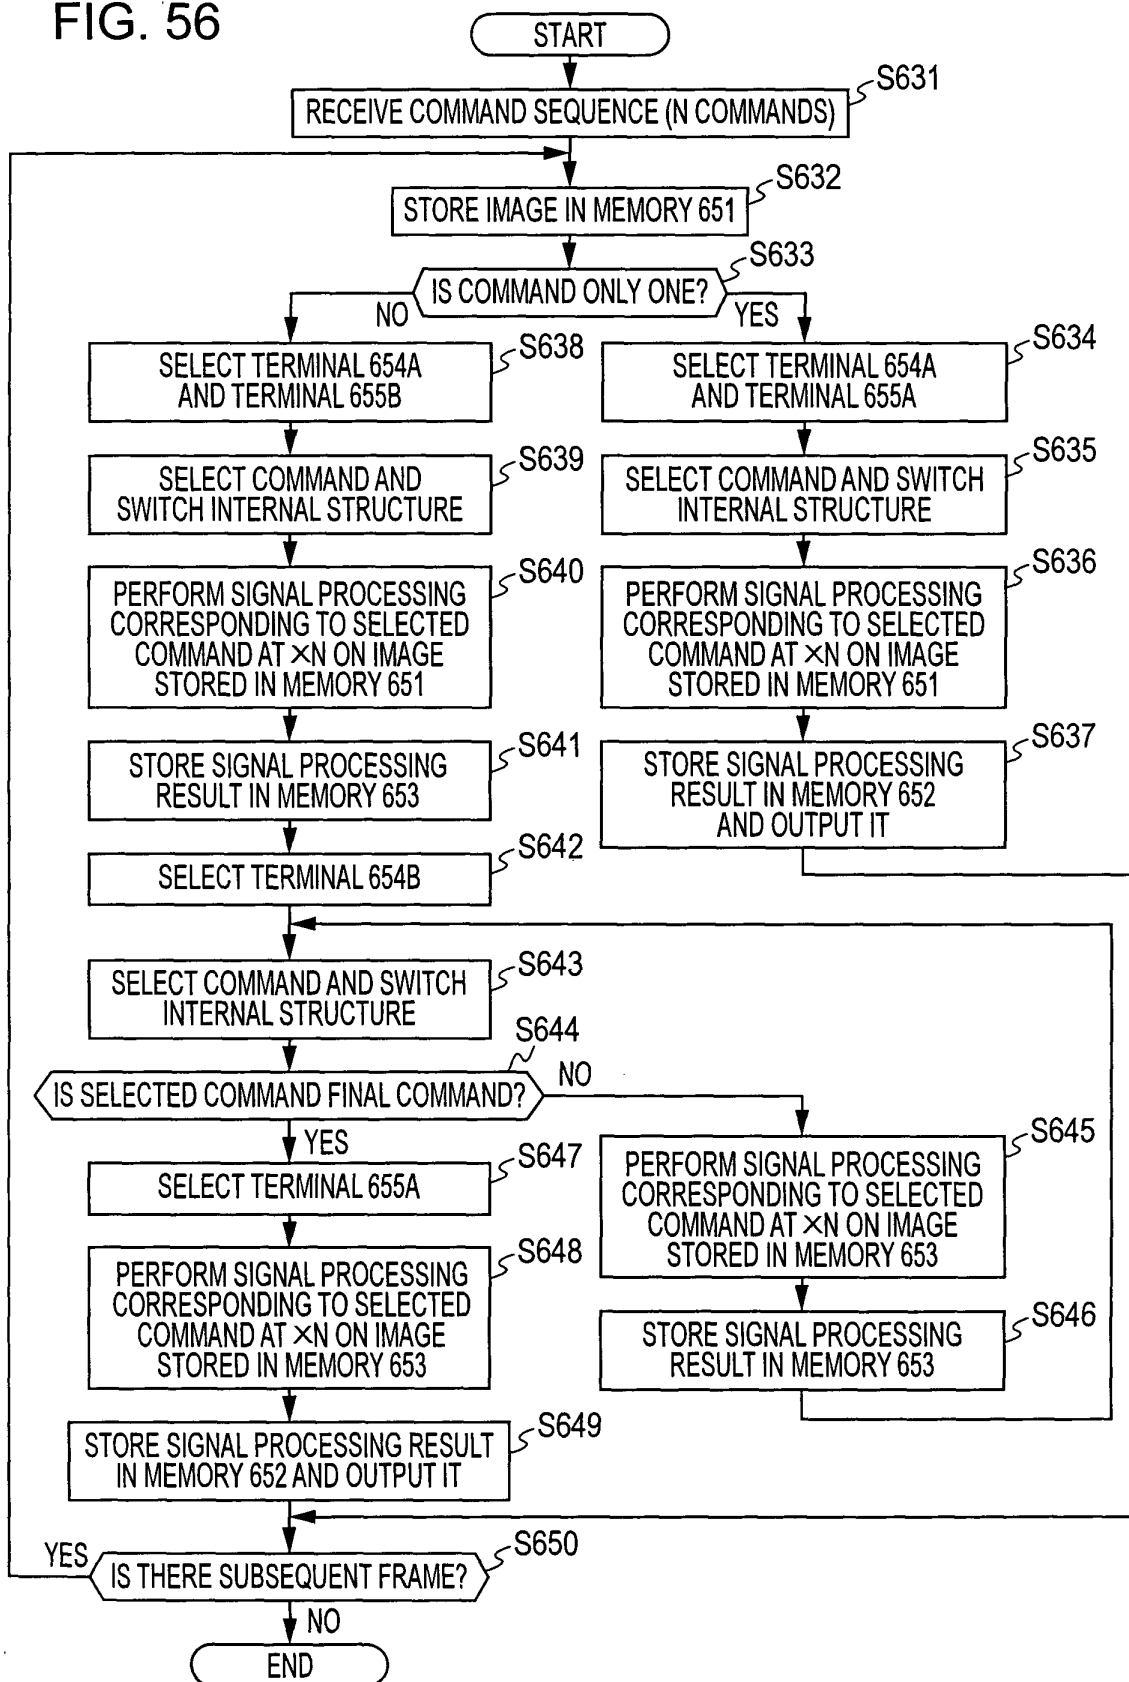 FIG. 56
START
S631
RECEIVE COMMAND SEQUENCE (N COMMANDS)
S632
STORE IMAGE IN MEMORY 651
S633
IS COMMAND ONLY ONE?
NO
YES
S638
SELECT TERMINAL 654A
AND TERMINAL 655B
S634
SELECT TERMINAL 654A
AND TERMINAL 655A
S639
SELECT COMMAND AND
SWITCH INTERNAL STRUCTURE
S635
SELECT COMMAND AND SWITCH
INTERNAL STRUCTURE
S640
PERFORM SIGNAL PROCESSING
CORRESPONDING TO SELECTED
COMMAND AT ×N ON IMAGE
STORED IN MEMORY 651
S636
PERFORM SIGNAL PROCESSING
CORRESPONDING TO SELECTED
COMMAND AT ×N ON IMAGE
STORED IN MEMORY 651
S641
STORE SIGNAL PROCESSING
RESULT IN MEMORY 653
S637
STORE SIGNAL PROCESSING
RESULT IN MEMORY 652
AND OUTPUT IT
S642
SELECT TERMINAL 654B
S643
SELECT COMMAND AND SWITCH
INTERNAL STRUCTURE
S644
IS SELECTED COMMAND FINAL COMMAND?
NO
YES
S645
PERFORM SIGNAL PROCESSING
CORRESPONDING TO SELECTED
COMMAND AT ×N ON IMAGE
STORED IN MEMORY 653
S647
SELECT TERMINAL 655A
S648
PERFORM SIGNAL PROCESSING
CORRESPONDING TO SELECTED
COMMAND AT ×N ON IMAGE
STORED IN MEMORY 653
S646
STORE SIGNAL PROCESSING
RESULT IN MEMORY 653
S649
STORE SIGNAL PROCESSING RESULT
IN MEMORY 652 AND OUTPUT IT
S650
YES
IS THERE SUBSEQUENT FRAME?
NO
END